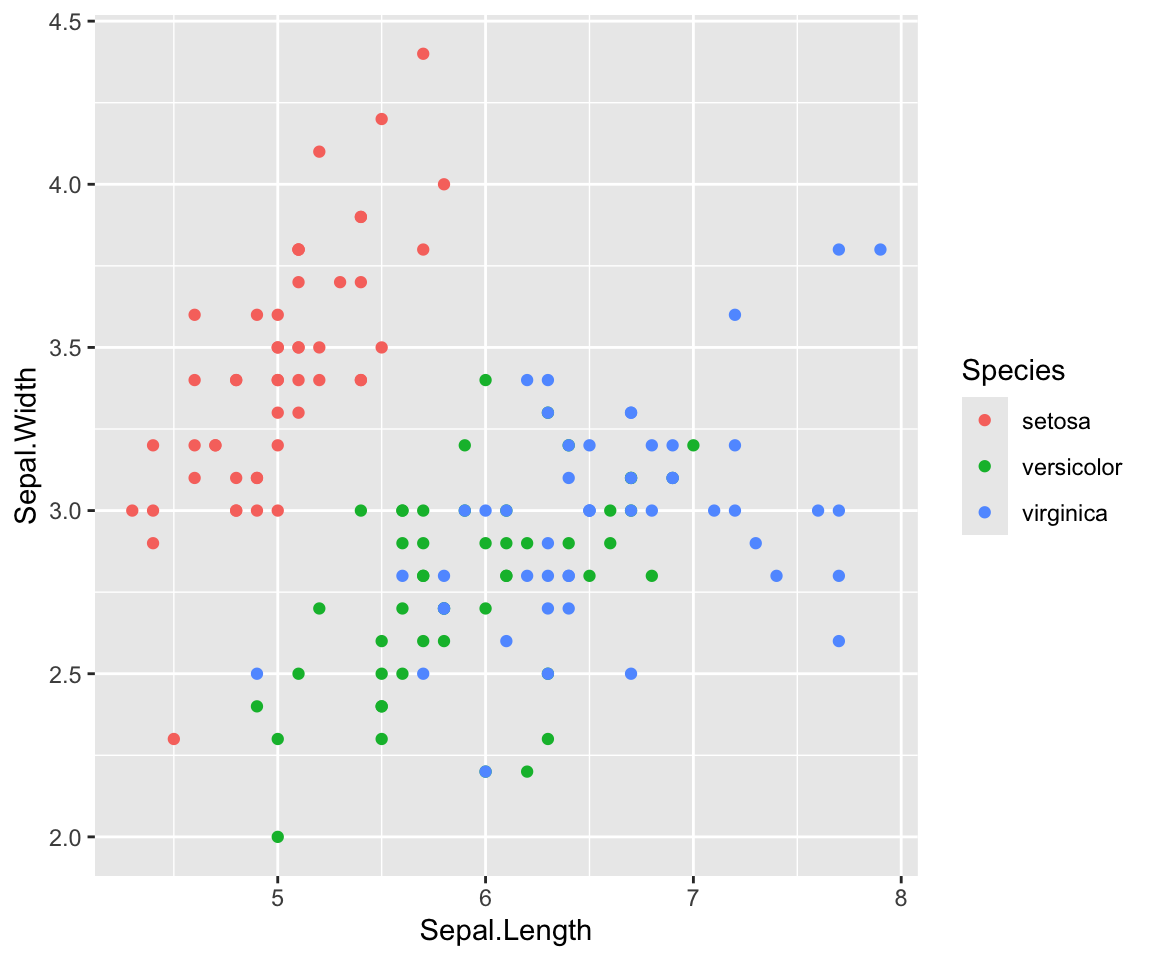 4.5
4.0
3.5
3.0
2.5
2.0
Sepal.Width
5 6 7 8
Sepal.Length
Species
setosa
versicolor
virginica